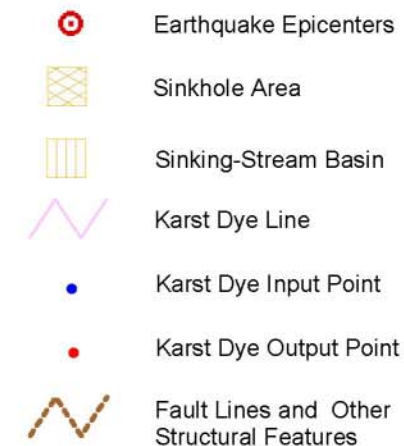 Earthquake Epicenters
Sinkhole Area
Sinking-Stream Basin
Karst Dye Line
Karst Dye Input Point
Karst Dye Output Point
Fault Lines and Other
Structural Features